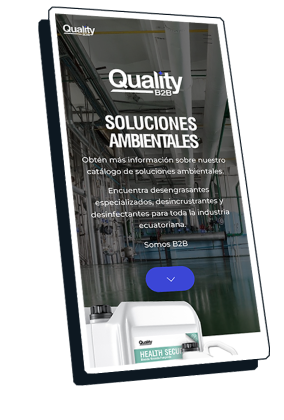 Quality
Quality
B2B
SOLUCIONES
AMBIENTALES
Obtén más información sobre nuestro
catálogo de soluciones ambientales.
Encuentra desengrasantes
especializados, desincrustrantes y
desinfectantes para toda la industria
ecuatoriana.
Somos B2B
Quality
HEALTH SECU